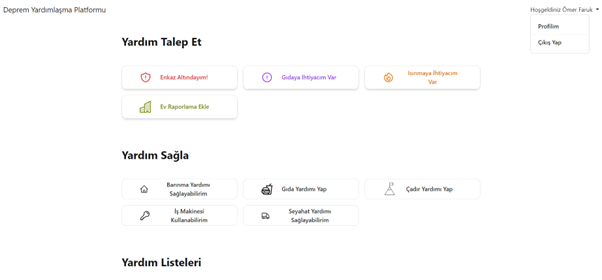 Deprem Yardımlaşma Platformu
Hoşgeldiniz Ömer Faruk
Profilim
Çıkış Yap
Yardım Talep Et
Enkaz Altındayım!
Gıdaya İhtiyacım Var
Isınmaya İhtiyacım
Var
Ev Raporlama Ekle
Yardım Sağla
Barınma Yardımı
Sağlayabilirim
Gıda Yardımı Yap
Çadır Yardımı Yap
İş Makinesi
Kullanabilirim
Seyahat Yardımı
Sağlayabilirim
Yardım Listeleri